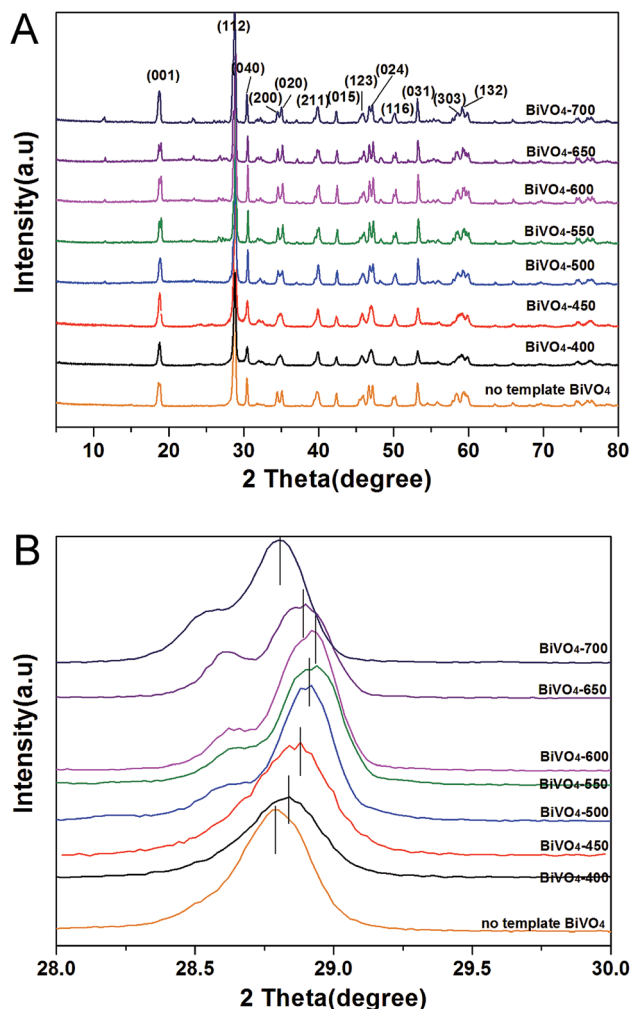 A
(112)
(001)
(040)
(200)
(020)
(211)
(015)
(123)
(024)
(116)
(031)
(303)
(132)
BiVO₄-700
BiVO₄-650
BiVO₄-600
BiVO₄-550
BiVO₄-500
BiVO₄-450
BiVO₄-400
no template BiVO₄
Intensity(a.u)
10 20 30 40 50 60 70 80
2 Theta(degree)
B
BiVO₄-700
BiVO₄-650
BiVO₄-600
BiVO₄-550
BiVO₄-500
BiVO₄-450
BiVO₄-400
no template BiVO₄
Intensity(a.u)
28.0 28.5 29.0 29.5 30.0
2 Theta(degree)